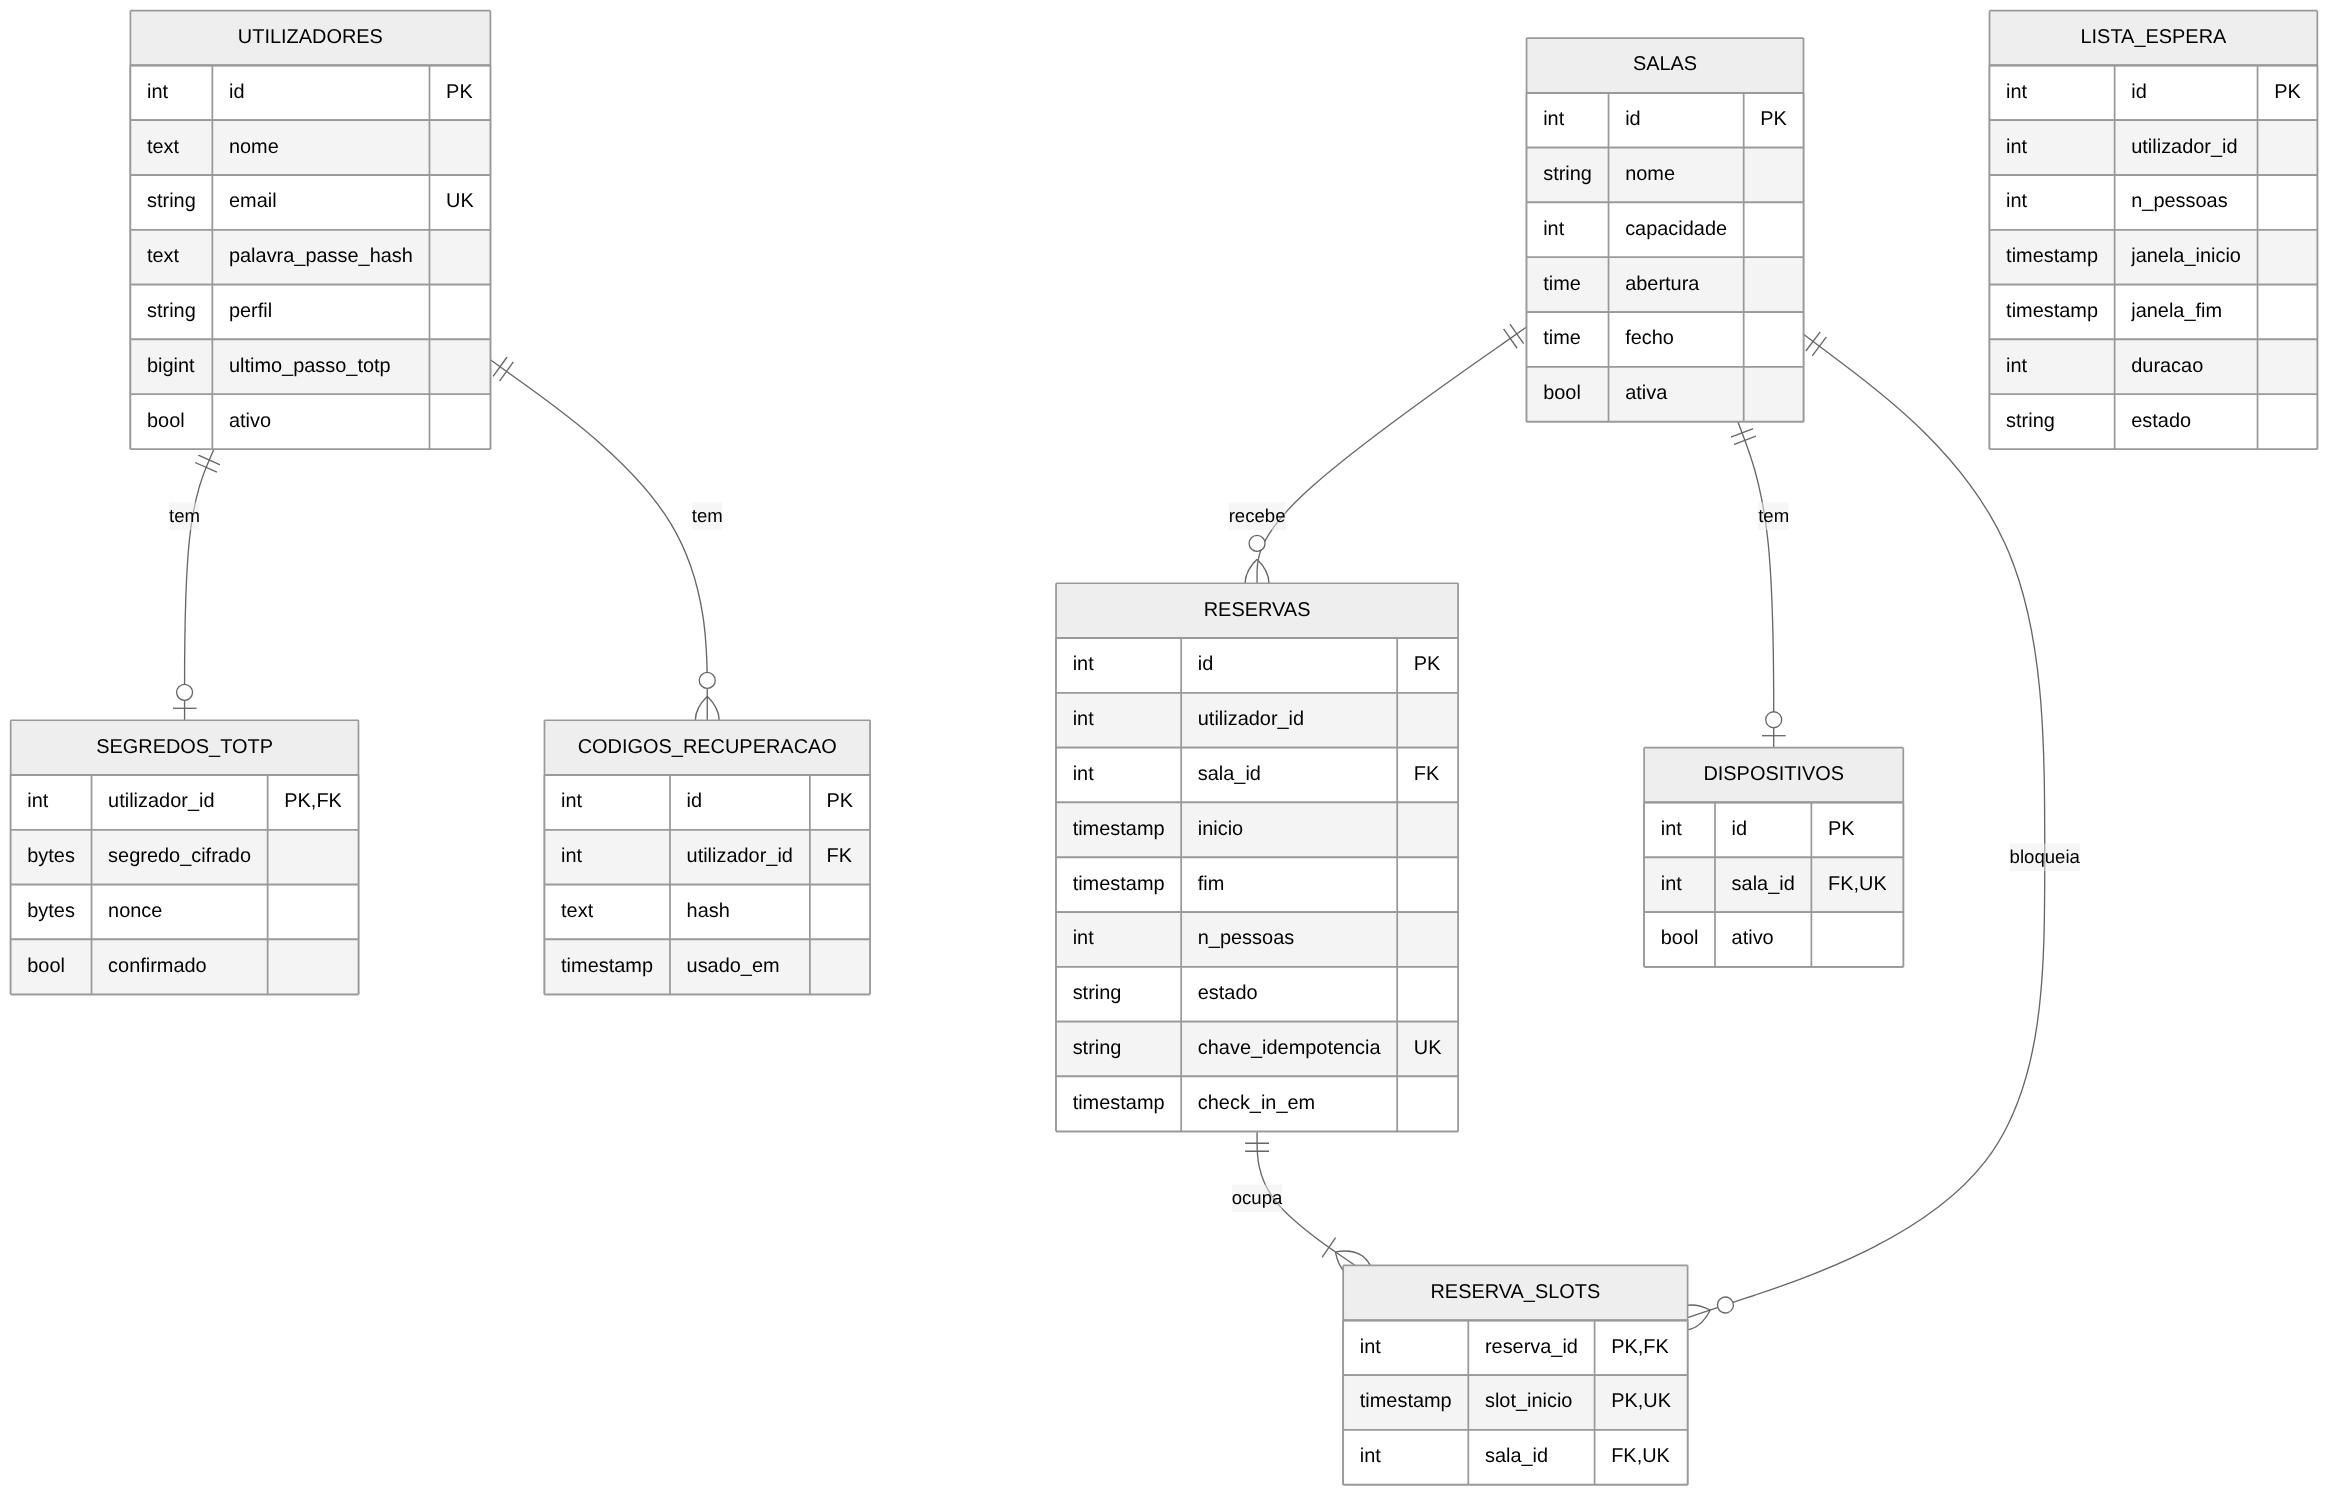 UTILIZADORES
int id PK
text nome
string email UK
text palavra_passe_hash
string perfil
bigint ultimo_passo_totp
bool ativo
SALAS
int id PK
string nome
int capacidade
time abertura
time fecho
bool ativa
LISTA_ESPERA
int id PK
int utilizador_id
int n_pessoas
timestamp janela_inicio
timestamp janela_fim
int duracao
string estado
tem
tem
recebe
tem
bloqueia
SEGREDOS_TOTP
int utilizador_id PK,FK
bytes segredo_cifrado
bytes nonce
bool confirmado
CODIGOS_RECUPERACAO
int id PK
int utilizador_id FK
text hash
timestamp usado_em
RESERVAS
int id PK
int utilizador_id
int sala_id FK
timestamp inicio
timestamp fim
int n_pessoas
string estado
string chave_idempotencia UK
timestamp check_in_em
DISPOSITIVOS
int id PK
int sala_id FK,UK
bool ativo
ocupa
RESERVA_SLOTS
int reserva_id PK,FK
timestamp slot_inicio PK,UK
int sala_id FK,UK